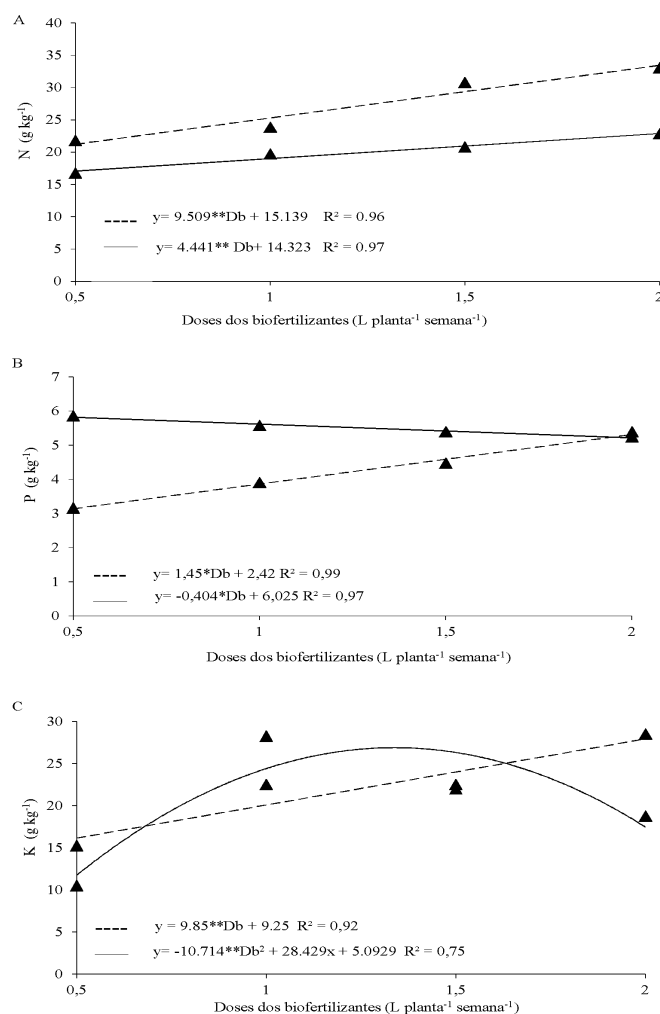 A
40
35
30
25
20
15
10
5
0
N (g kg⁻¹)
y= 9.509**Db + 15.139 R² = 0.96
y= 4.441** Db+ 14.323 R² = 0.97
0,5 1 1,5 2
Doses dos biofertilizantes (L planta⁻¹ semana⁻¹)
B
7
6
5
4
3
2
1
0
P (g kg⁻¹)
y= 1,45*Db + 2,42 R² = 0,99
y= -0,404*Db + 6,025 R² = 0,97
0,5 1 1,5 2
Doses dos biofertilizantes (L planta⁻¹ semana⁻¹)
C
30
25
20
15
10
5
0
K (g kg⁻¹)
y = 9.85**Db + 9.25 R² = 0,92
y= -10.714**Db² + 28.429x + 5.0929 R² = 0,75
0,5 1 1,5 2
Doses dos biofertilizantes (L planta⁻¹ semana⁻¹)